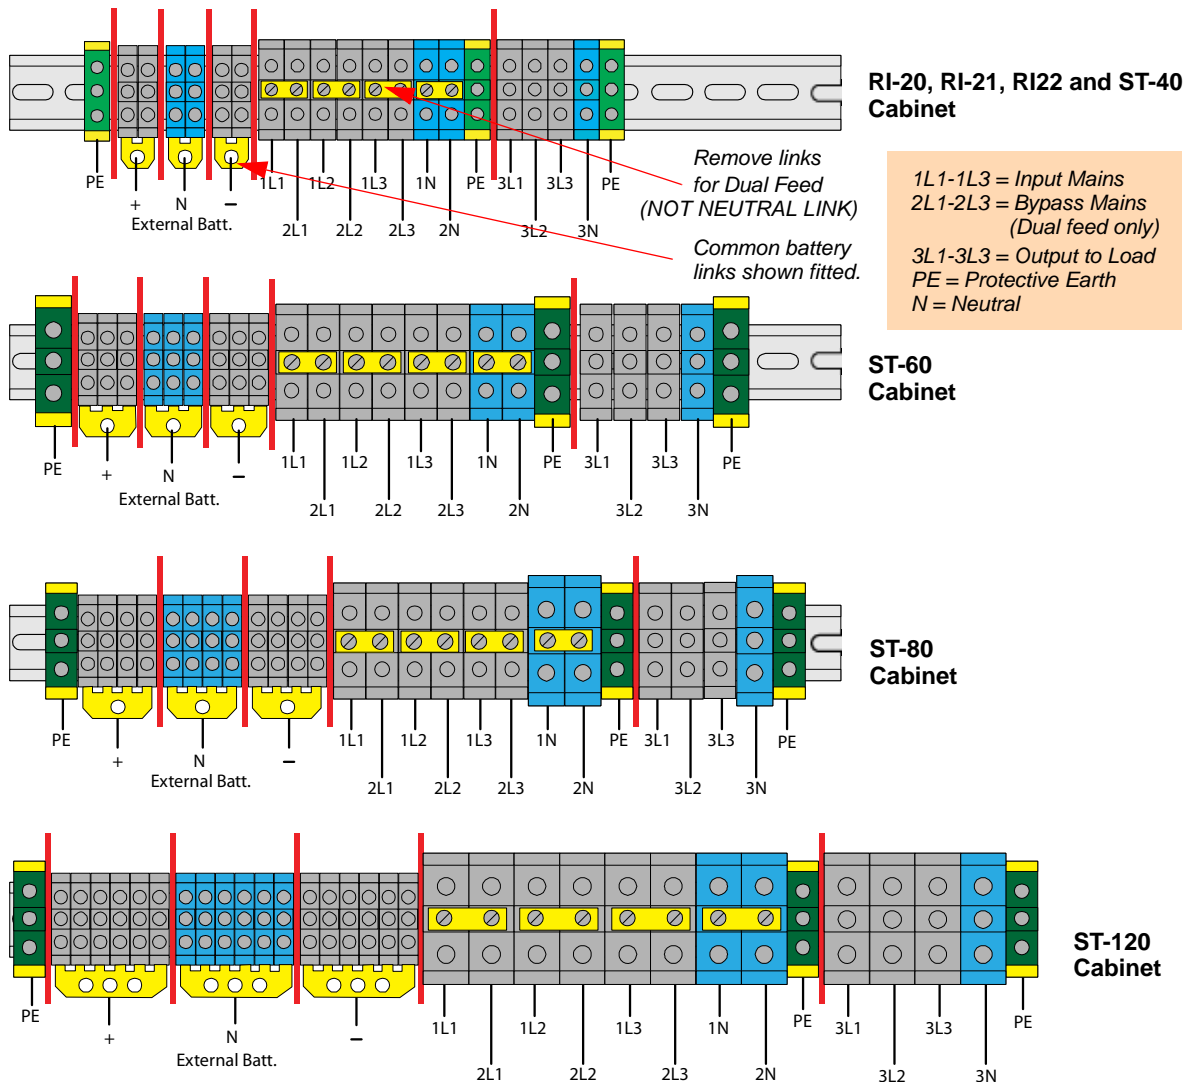 RI-20, RI-21, RI22 and ST-40
Cabinet
PE
+
N
−
External Batt.
1L1
1L2
1L3
1N
PE
3L1
3L3
PE
2L1
2L2
2L3
2N
3L2
3N
Remove links
for Dual Feed
(NOT NEUTRAL LINK)
Common battery
links shown fitted.
1L1-1L3 = Input Mains
2L1-2L3 = Bypass Mains
(Dual feed only)
3L1-3L3 = Output to Load
PE = Protective Earth
N = Neutral
ST-60
Cabinet
PE
+
N
−
External Batt.
1L1
1L2
1L3
1N
PE
3L1
3L3
PE
2L1
2L2
2L3
2N
3L2
3N
ST-80
Cabinet
PE
+
N
−
External Batt.
1L1
1L2
1L3
1N
PE
3L1
3L3
PE
2L1
2L2
2L3
2N
3L2
3N
ST-120
Cabinet
PE
+
N
−
External Batt.
1L1
1L2
1L3
1N
PE
3L1
3L3
PE
2L1
2L2
2L3
2N
3L2
3N